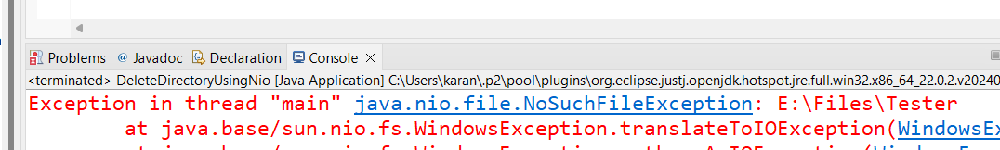 Problems @ Javadoc Declaration Console
<terminated> DeleteDirectoryUsingNio [Java Application] C:\Users\karan\.p2\pool\plugins\org.eclipse.justj.openjdk.hotspot.jre.full.win32.x86_64_22.0.2.v20240
Exception in thread "main" java.nio.file.NoSuchFileException: E:\Files\Tester
at java.base/sun.nio.fs.WindowsException.translateToIOException(WindowsEx